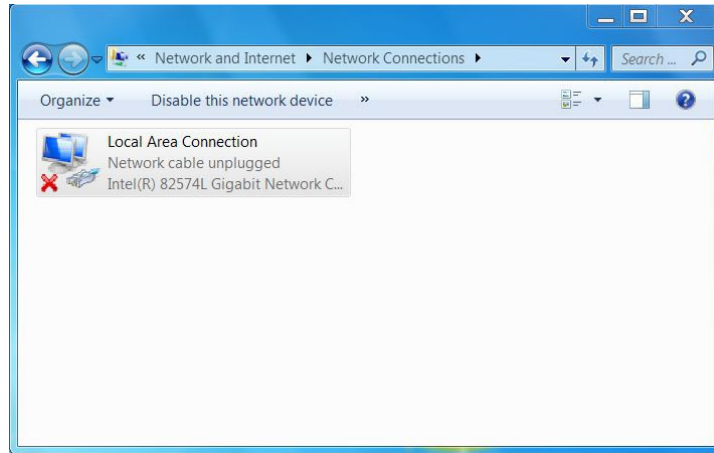 « Network and Internet ▸ Network Connections ▸ Search ...
Organize ▾ Disable this network device »
Local Area Connection
Network cable unplugged
Intel(R) 82574L Gigabit Network C...